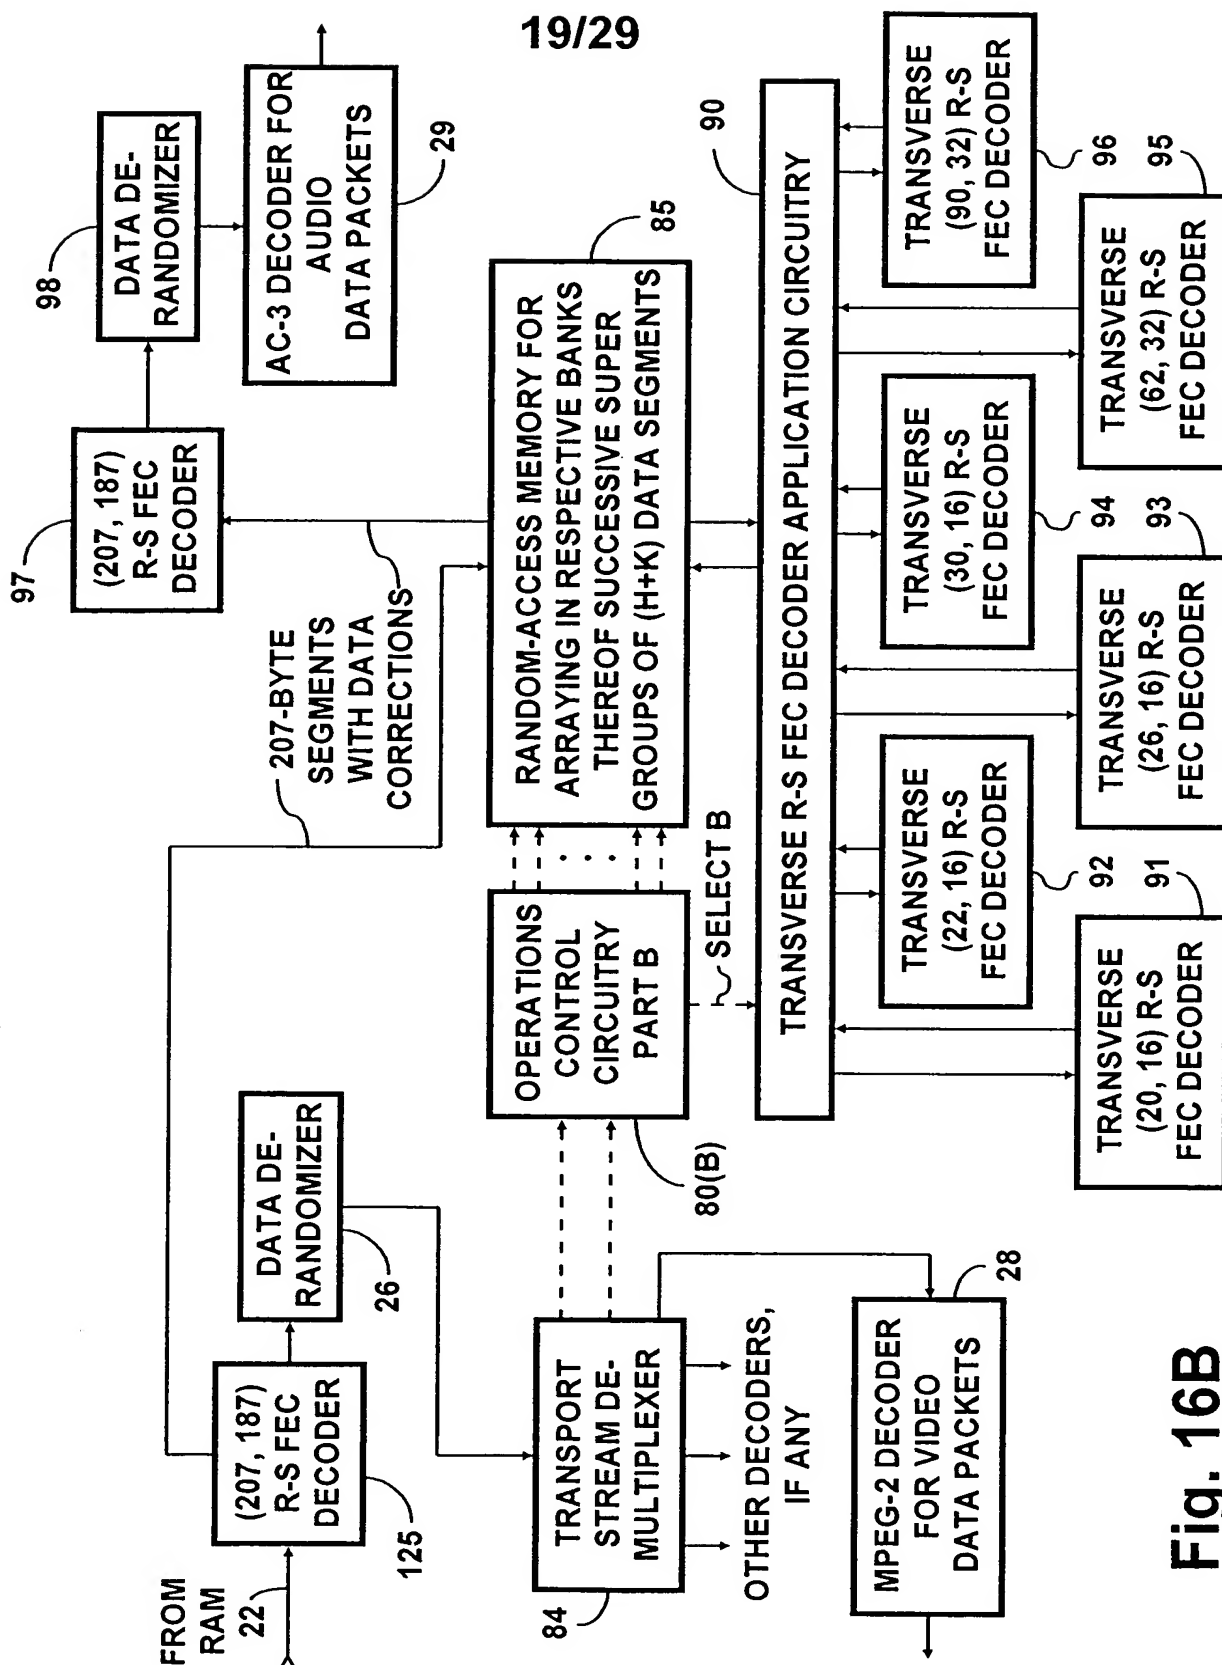 19/29
FROM
RAM
22
(207, 187)
R-S FEC
DECODER
125
DATA DE-
RANDOMIZER
26
207-BYTE
SEGMENTS
WITH DATA
CORRECTIONS
(207, 187)
R-S FEC
DECODER
97
DATA DE-
RANDOMIZER
98
AC-3 DECODER FOR
AUDIO
DATA PACKETS
29
TRANSPORT
STREAM DE-
MULTIPLEXER
84
OPERATIONS
CONTROL
CIRCUITRY
PART B
80(B)
RANDOM-ACCESS MEMORY FOR
ARRAYING IN RESPECTIVE BANKS
THEREOF SUCCESSIVE SUPER
GROUPS OF (H+K) DATA SEGMENTS
85
SELECT B
OTHER DECODERS,
IF ANY
TRANSVERSE R-S FEC DECODER APPLICATION CIRCUITRY
90
MPEG-2 DECODER
FOR VIDEO
DATA PACKETS
28
TRANSVERSE
(22, 16) R-S
FEC DECODER
92
TRANSVERSE
(30, 16) R-S
FEC DECODER
94
TRANSVERSE
(90, 32) R-S
FEC DECODER
96
TRANSVERSE
(20, 16) R-S
FEC DECODER
91
TRANSVERSE
(26, 16) R-S
FEC DECODER
93
TRANSVERSE
(62, 32) R-S
FEC DECODER
95
Fig. 16B